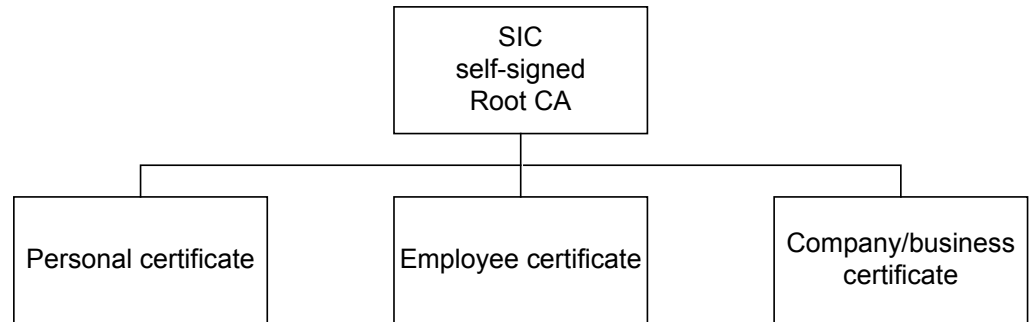 SIC
self-signed
Root CA
Personal certificate
Employee certificate
Company/business
certificate